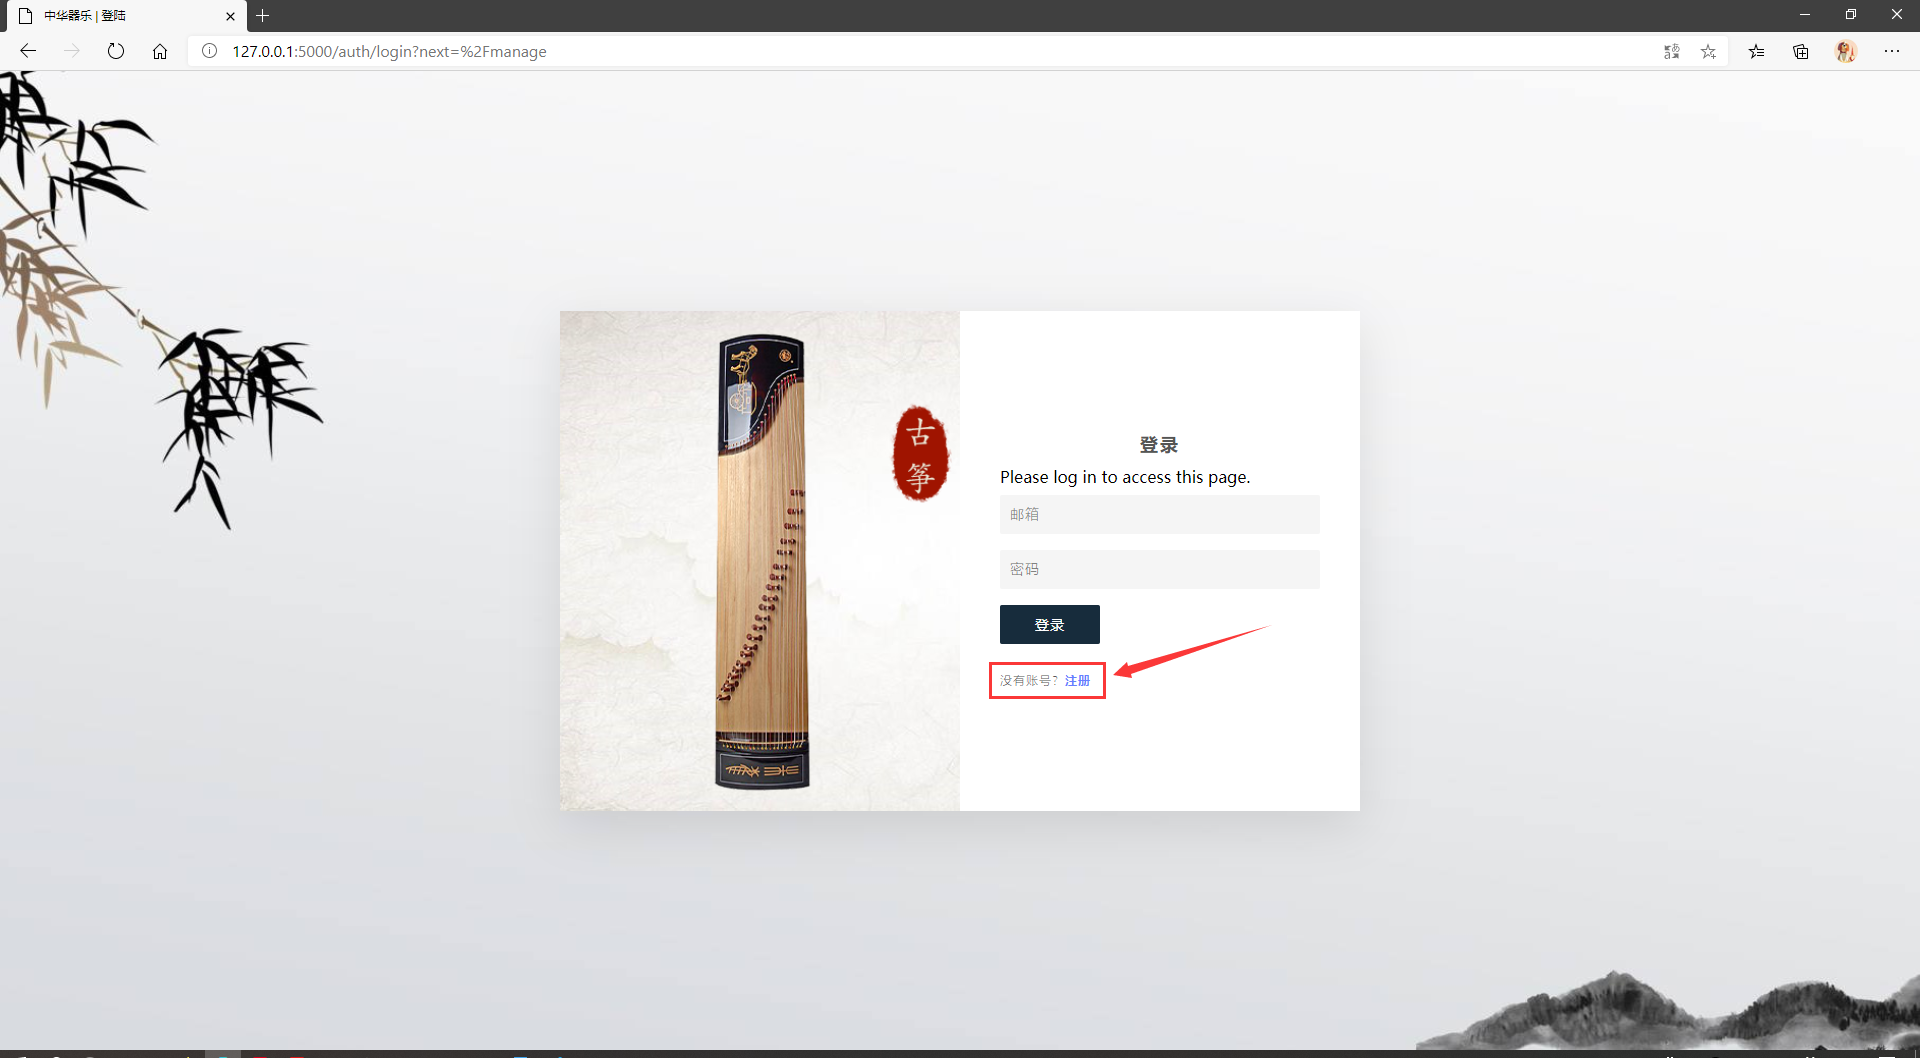 中华器乐 | 登陆
127.0.0.1:5000/auth/login?next=%2Fmanage
古
筝
登录
Please log in to access this page.
邮箱
密码
登录
没有账号? 注册